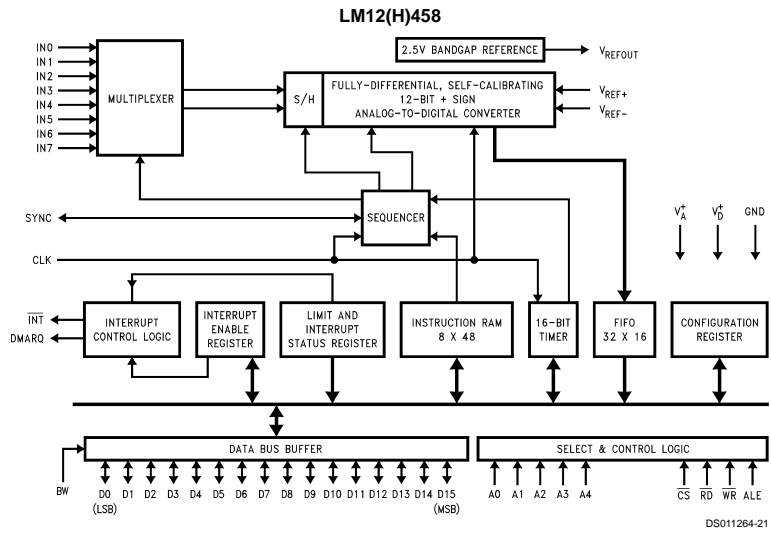 LM12(H)458
2.5V BANDGAP REFERENCE
VREFOUT
IN0
IN1
IN2
IN3
IN4
IN5
IN6
IN7
MULTIPLEXER
S/H
FULLY-DIFFERENTIAL, SELF-CALIBRATING
12-BIT + SIGN
ANALOG-TO-DIGITAL CONVERTER
VREF+
VREF-
SYNC
SEQUENCER
VA+
VD+
GND
CLK
INT
DMARQ
INTERRUPT
CONTROL LOGIC
INTERRUPT
ENABLE
REGISTER
LIMIT AND
INTERRUPT
STATUS REGISTER
INSTRUCTION RAM
8 X 48
16-BIT
TIMER
FIFO
32 X 16
CONFIGURATION
REGISTER
DATA BUS BUFFER
SELECT & CONTROL LOGIC
BW
D0 D1 D2 D3 D4 D5 D6 D7 D8 D9 D10 D11 D12 D13 D14 D15
(LSB) (MSB)
A0 A1 A2 A3 A4
CS RD WR ALE
DS011264-21